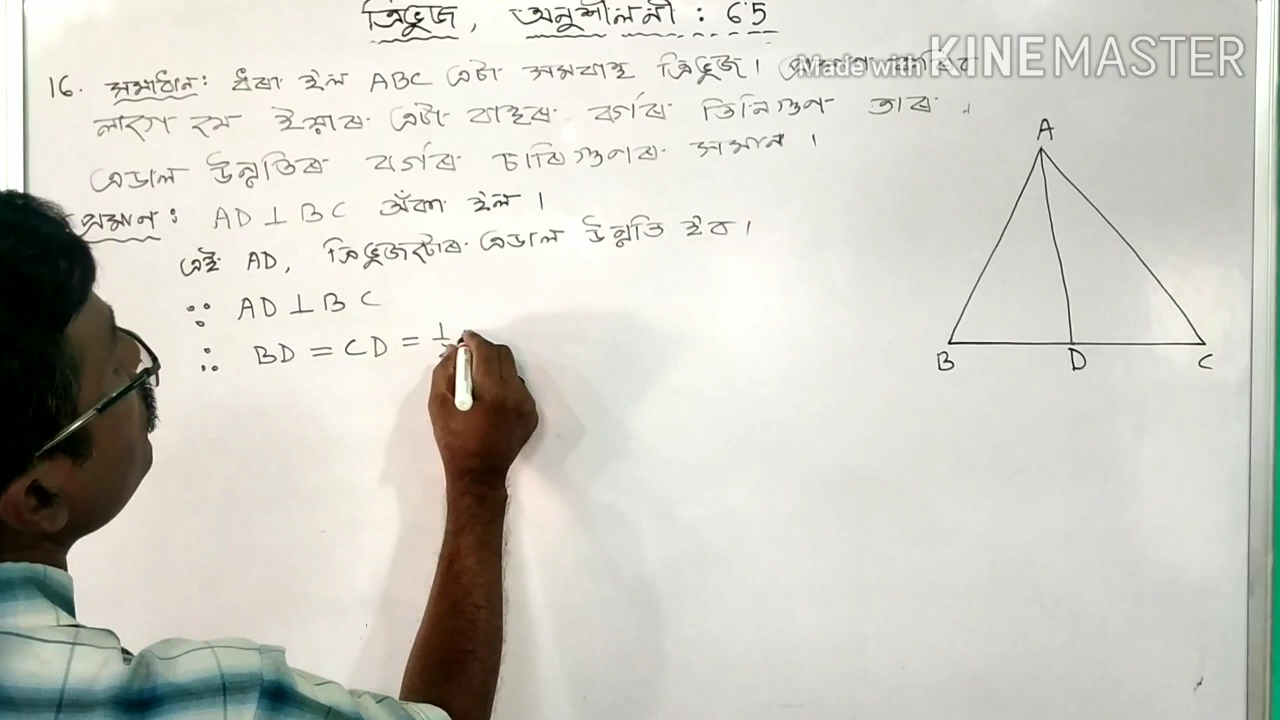 ত্ৰিভুজ, অনুশীলনী : 6.5
Made with KINEMASTER
16. সমাধান: ধৰা হ'ল ABC এটা সমবাহু ত্ৰিভুজ। প্ৰমাণ কৰিব
লাগে যে ইয়াৰ এটা বাহুৰ বৰ্গৰ তিনিগুণ তাৰ
এডাল উন্নতিৰ বৰ্গৰ চাৰিগুণৰ সমান।
প্ৰমাণ: AD ⊥ BC অঁকা হ'ল।
এই AD, ত্ৰিভুজটোৰ এডাল উন্নতি হ'ব।
∵ AD ⊥ BC
∴ BD = CD = 1
A
B D C